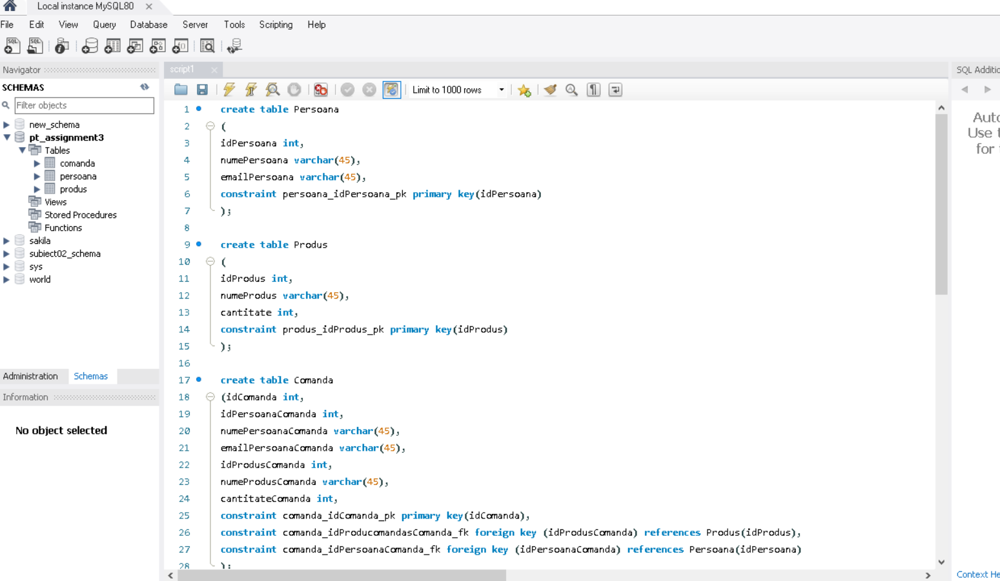 Local instance MySQL80
File Edit View Query Database Server Tools Scripting Help
Navigator
SCHEMAS
Filter objects
new_schema
pt_assignment3
Tables
comanda
persoana
produs
Views
Stored Procedures
Functions
sakila
subiect02_schema
sys
world
Administration Schemas
Information
No object selected
script1
Limit to 1000 rows
1 create table Persoana
2 (
3 idPersoana int,
4 numePersoana varchar(45),
5 emailPersoana varchar(45),
6 constraint persoana_idPersoana_pk primary key(idPersoana)
7 );
8
9 create table Produs
10 (
11 idProdus int,
12 numeProdus varchar(45),
13 cantitate int,
14 constraint produs_idProdus_pk primary key(idProdus)
15 );
16
17 create table Comanda
18 (idComanda int,
19 idPersoanaComanda int,
20 numePersoanaComanda varchar(45),
21 emailPersoanaComanda varchar(45),
22 idProdusComanda int,
23 numeProdusComanda varchar(45),
24 cantitateComanda int,
25 constraint comanda_idComanda_pk primary key(idComanda),
26 constraint comanda_idProducomandasComanda_fk foreign key (idProdusComanda) references Produs(idProdus),
27 constraint comanda_idPersoanaComanda_fk foreign key (idPersoanaComanda) references Persoana(idPersoana)
28 );
SQL Additio
Auto
Use t
for
Context He